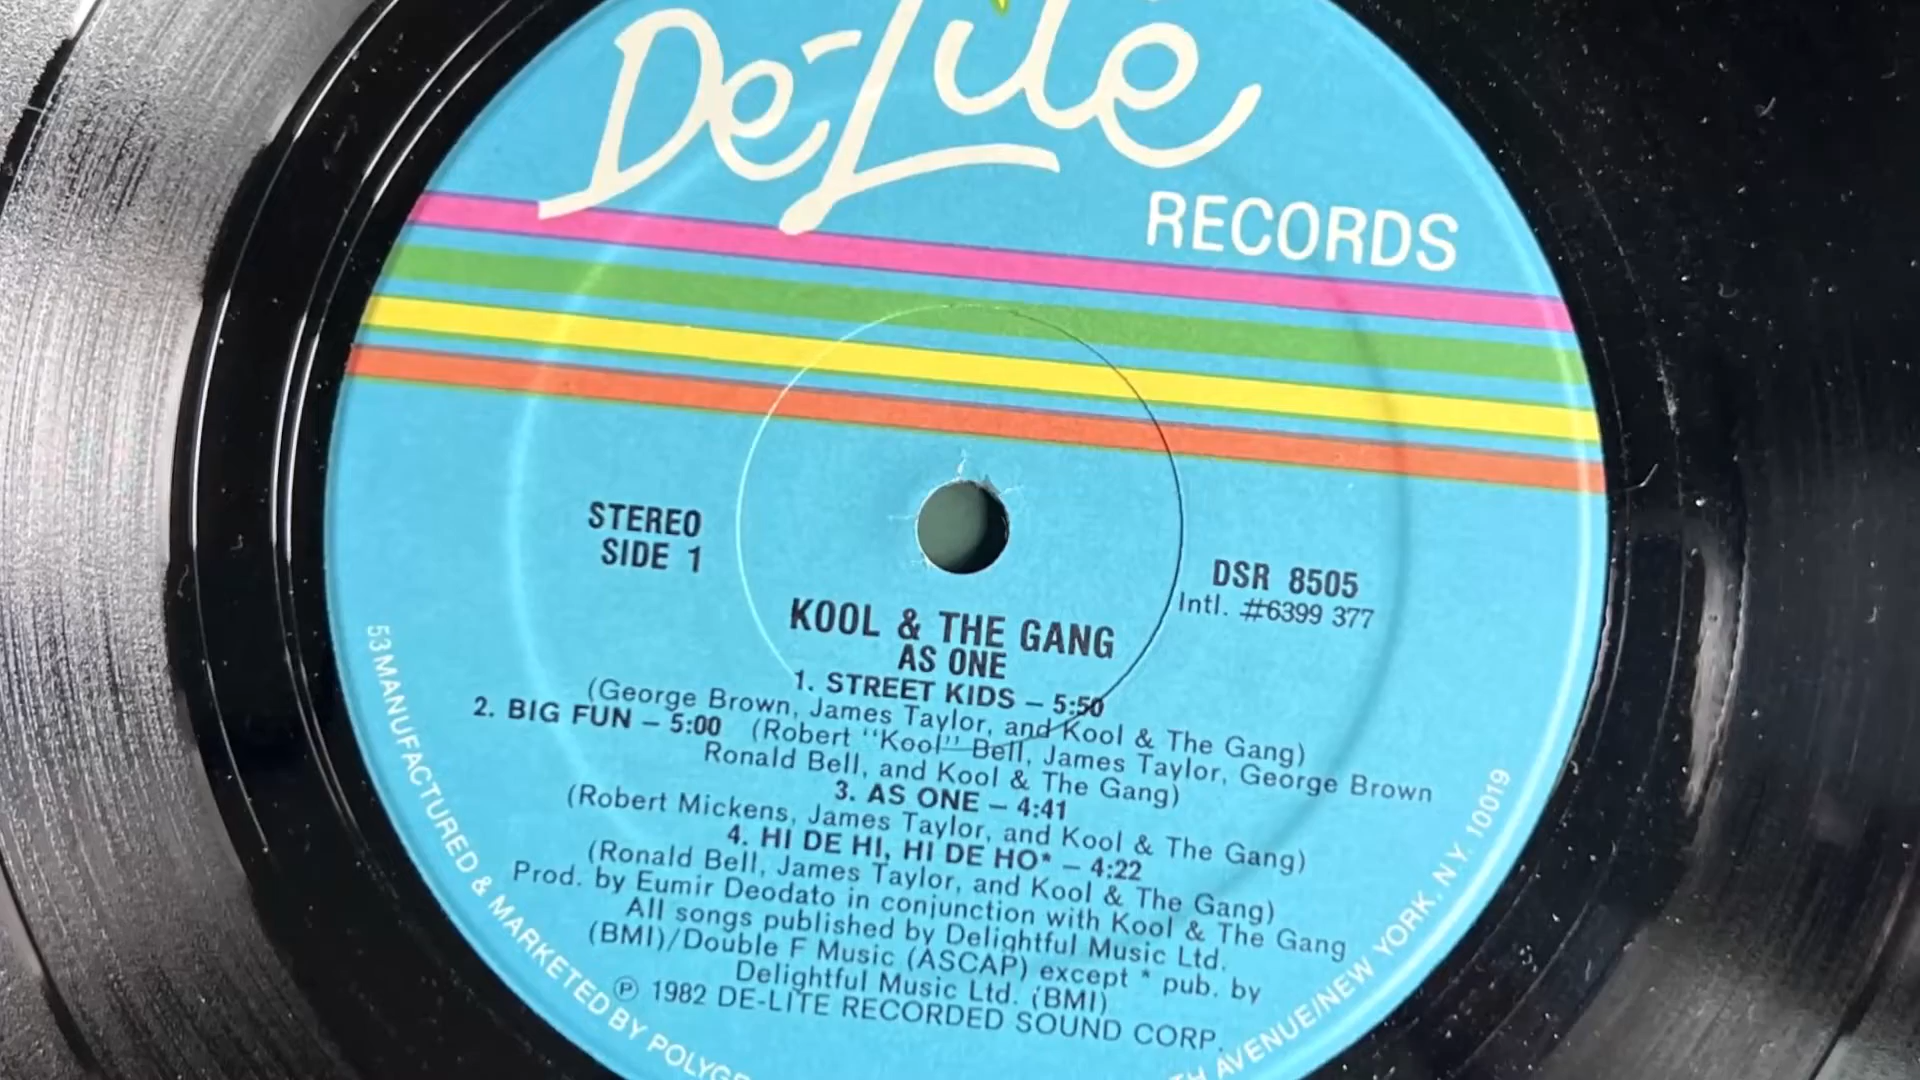 De-Lite
RECORDS
STEREO
SIDE 1
DSR 8505
Intl. #6399 377
KOOL & THE GANG
AS ONE
1. STREET KIDS – 5:50
(George Brown, James Taylor, and Kool & The Gang)
2. BIG FUN – 5:00 (Robert "Kool" Bell, James Taylor, George Brown
Ronald Bell, and Kool & The Gang)
3. AS ONE – 4:41
(Robert Mickens, James Taylor, and Kool & The Gang)
4. HI DE HI, HI DE HO* – 4:22
(Ronald Bell, James Taylor, and Kool & The Gang)
Prod. by Eumir Deodato in conjunction with Kool & The Gang
All songs published by Delightful Music Ltd.
(BMI)/Double F Music (ASCAP) except * pub. by
Delightful Music Ltd. (BMI)
℗ 1982 DE-LITE RECORDED SOUND CORP.
53 MANUFACTURED & MARKETED BY
AVENUE/NEW YORK, N.Y. 10019